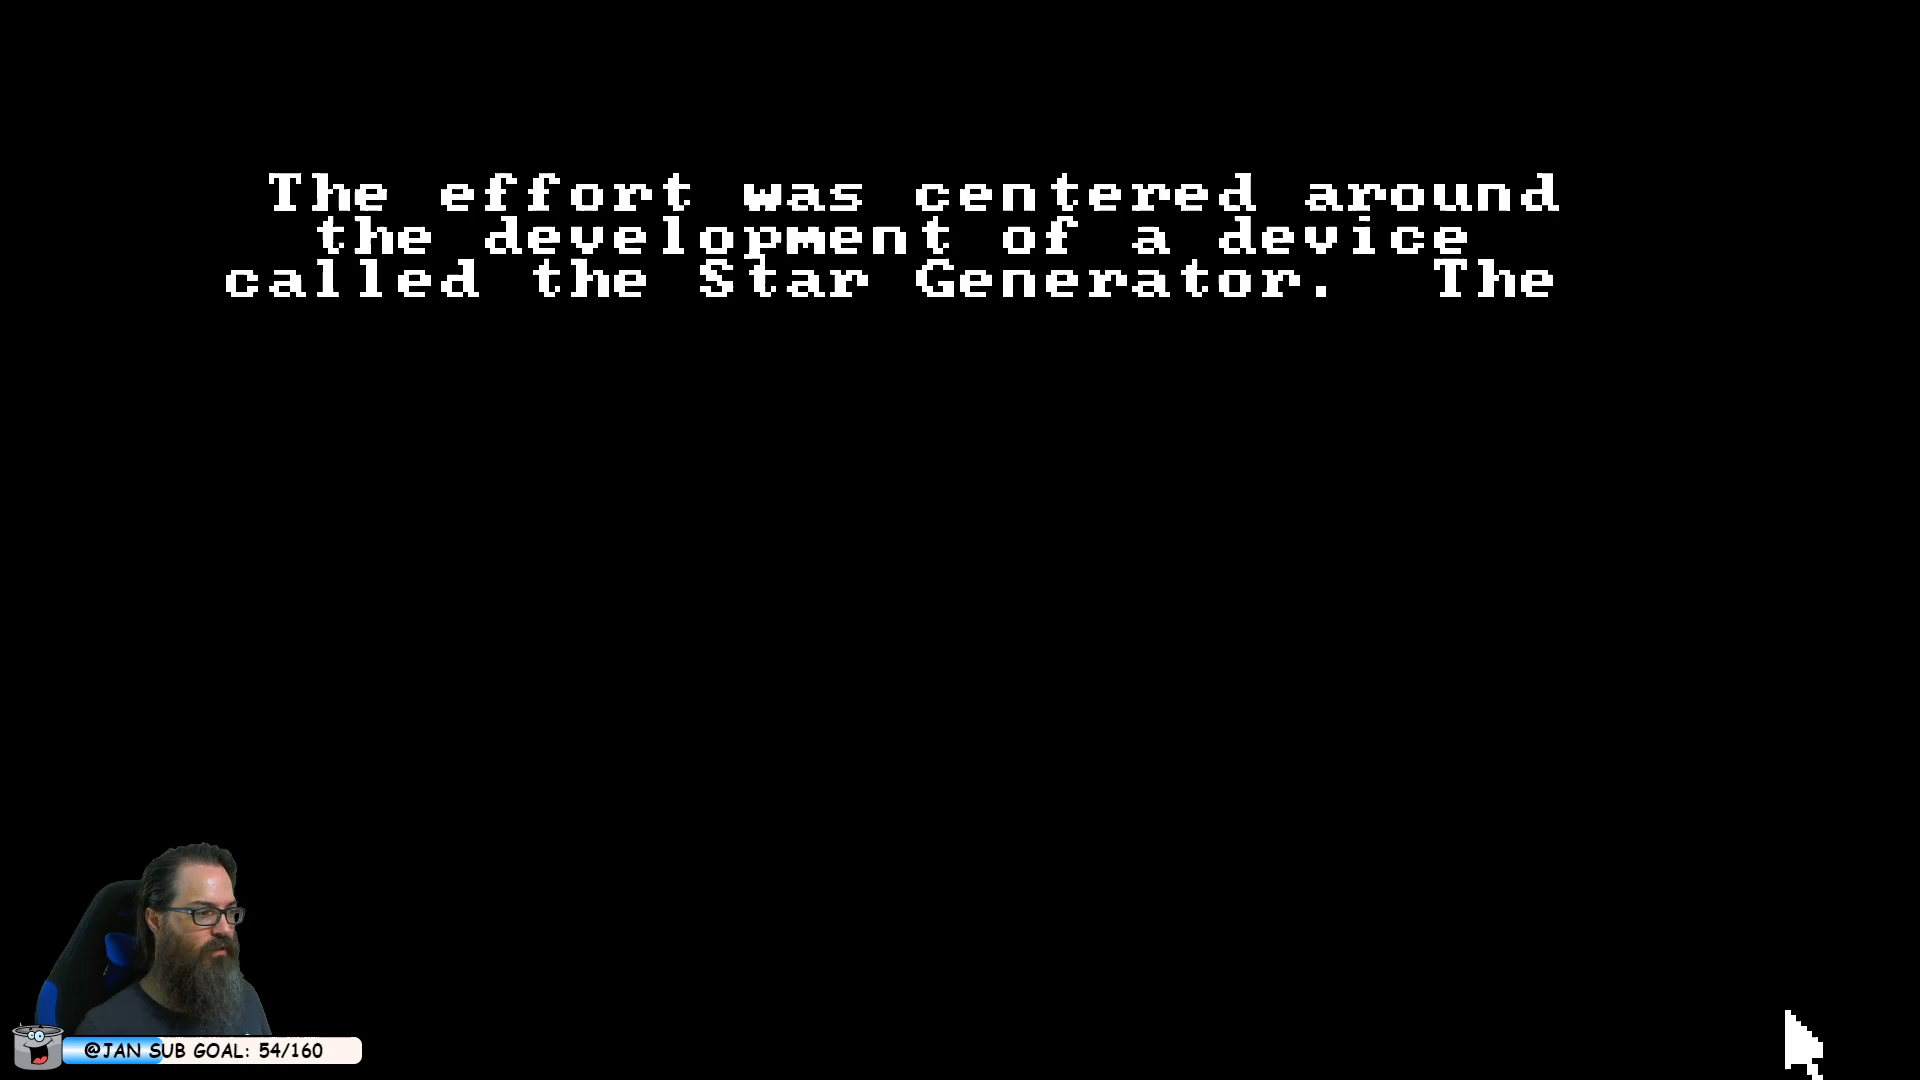 The effort was centered around
the development of a device
called the Star Generator.  The
@JAN SUB GOAL: 54/160